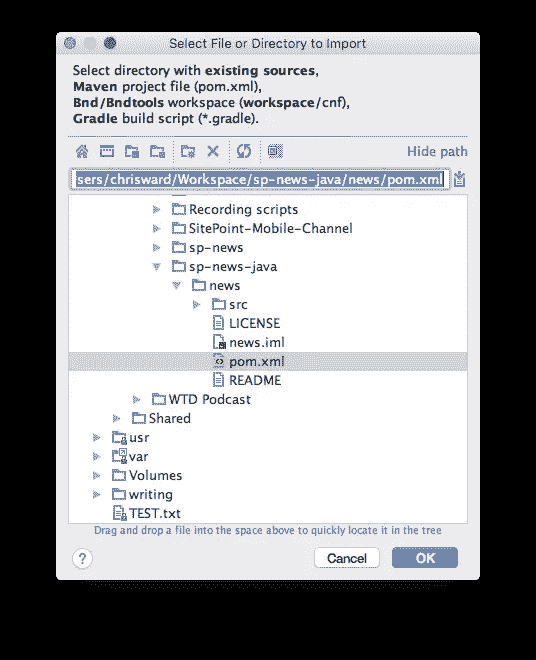 Select File or Directory to Import
Select directory with existing sources,
Maven project file (pom.xml),
Bnd/Bndtools workspace (workspace/cnf),
Gradle build script (*.gradle).
Hide path
sers/chrisward/Workspace/sp-news-java/news/pom.xml
Recording scripts
SitePoint-Mobile-Channel
sp-news
sp-news-java
news
src
LICENSE
news.iml
pom.xml
README
WTD Podcast
Shared
usr
var
Volumes
writing
TEST.txt
Drag and drop a file into the space above to quickly locate it in the tree
?
Cancel
OK